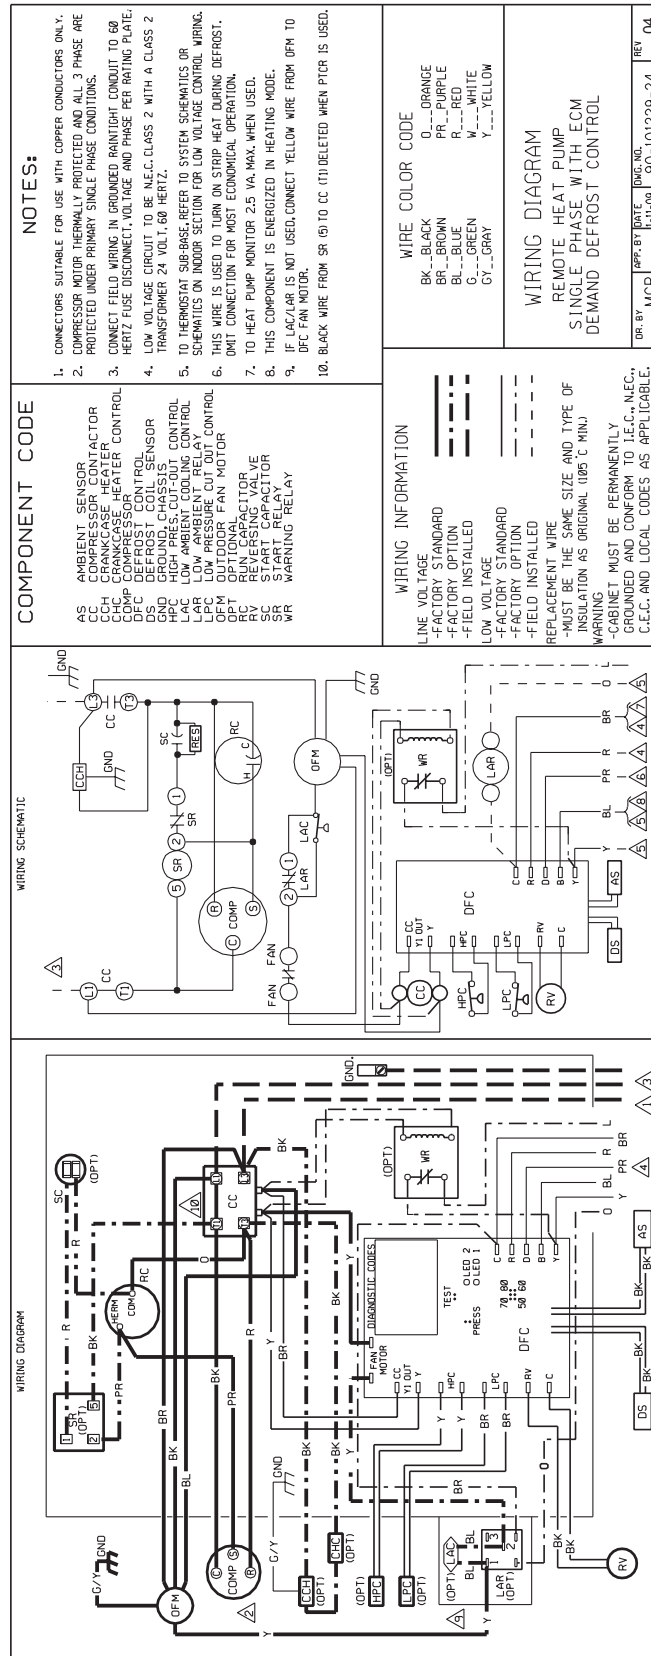 WIRING DIAGRAM
WIRING SCHEMATIC
COMPONENT CODE
AS AMBIENT SENSOR
CC COMPRESSOR CONTACTOR
CCH CRANKCASE HEATER
CHC CRANKCASE HEATER CONTROL
COMP COMPRESSOR
DFC DEFROST CONTROL
DS DEFROST COIL SENSOR
GND GROUND, CHASSIS
HPC HIGH PRES. CUT-OUT CONTROL
LAC LOW AMBIENT COOLING CONTROL
LAR LOW AMBIENT RELAY
LPC LOW PRESSURE CUT OUT CONTROL
OFM OUTDOOR FAN MOTOR
OPT OPTIONAL
RC RUN CAPACITOR
RV REVERSING VALVE
SC START CAPACITOR
SR START RELAY
WR WARNING RELAY
NOTES:
1. CONNECTORS SUITABLE FOR USE WITH COPPER CONDUCTORS ONLY.
2. COMPRESSOR MOTOR THERMALLY PROTECTED AND ALL 3 PHASE ARE
PROTECTED UNDER PRIMARY SINGLE PHASE CONDITIONS.
3. CONNECT FIELD WIRING IN GROUNDED RAINTIGHT CONDUIT TO 60
HERTZ FUSE DISCONNECT, VOLTAGE AND PHASE PER RATING PLATE.
4. LOW VOLTAGE CIRCUIT TO BE N.E.C. CLASS 2 WITH A CLASS 2
TRANSFORMER 24 VOLT, 60 HERTZ.
5. TO THERMOSTAT SUB-BASE, REFER TO SYSTEM SCHEMATICS OR
SCHEMATICS ON INDOOR SECTION FOR LOW VOLTAGE CONTROL WIRING.
6. THIS WIRE IS USED TO TURN ON STRIP HEAT DURING DEFROST.
OMIT CONNECTION FOR MOST ECONOMICAL OPERATION.
7. TO HEAT PUMP MONITOR 2.5 VA. MAX. WHEN USED.
8. THIS COMPONENT IS ENERGIZED IN HEATING MODE.
9. IF LAC/LAR IS NOT USED, CONNECT YELLOW WIRE FROM OFM TO
DFC FAN MOTOR.
10. BLACK WIRE FROM SR (5) TO CC (T1) DELETED WHEN PTCR IS USED.
WIRING INFORMATION
LINE VOLTAGE
-FACTORY STANDARD
-FACTORY OPTION
-FIELD INSTALLED
LOW VOLTAGE
-FACTORY STANDARD
-FACTORY OPTION
-FIELD INSTALLED
REPLACEMENT WIRE
-MUST BE THE SAME SIZE AND TYPE OF
INSULATION AS ORIGINAL (105°C MIN.)
WARNING
-CABINET MUST BE PERMANENTLY
GROUNDED AND CONFORM TO I.E.C., N.E.C.,
C.E.C. AND LOCAL CODES AS APPLICABLE.
WIRE COLOR CODE
BK__BLACK O___ORANGE
BR__BROWN PR__PURPLE
BL__BLUE R___RED
G___GREEN W___WHITE
GY__GRAY Y___YELLOW
WIRING DIAGRAM
REMOTE HEAT PUMP
SINGLE PHASE WITH ECM
DEMAND DEFROST CONTROL
DR. BY
APP. BY
DATE
DWG. NO.
REV
DIAGNOSTIC CODES
TEST
PRESS
LED 2
LED 1
70 80
50 60
FAN MOTOR
DFC
CC
Y1 OUT
Y
HPC
LPC
RV
C
R
D
B
AS
DS
OFM
COMP
HERM
COM
RC
SC
(OPT)
SR
(OPT)
CCH
(OPT)
CHC
(OPT)
HPC
(OPT)
LPC
(OPT)
LAC
(OPT)
LAR
(OPT)
WR
(OPT)
GND
G/Y